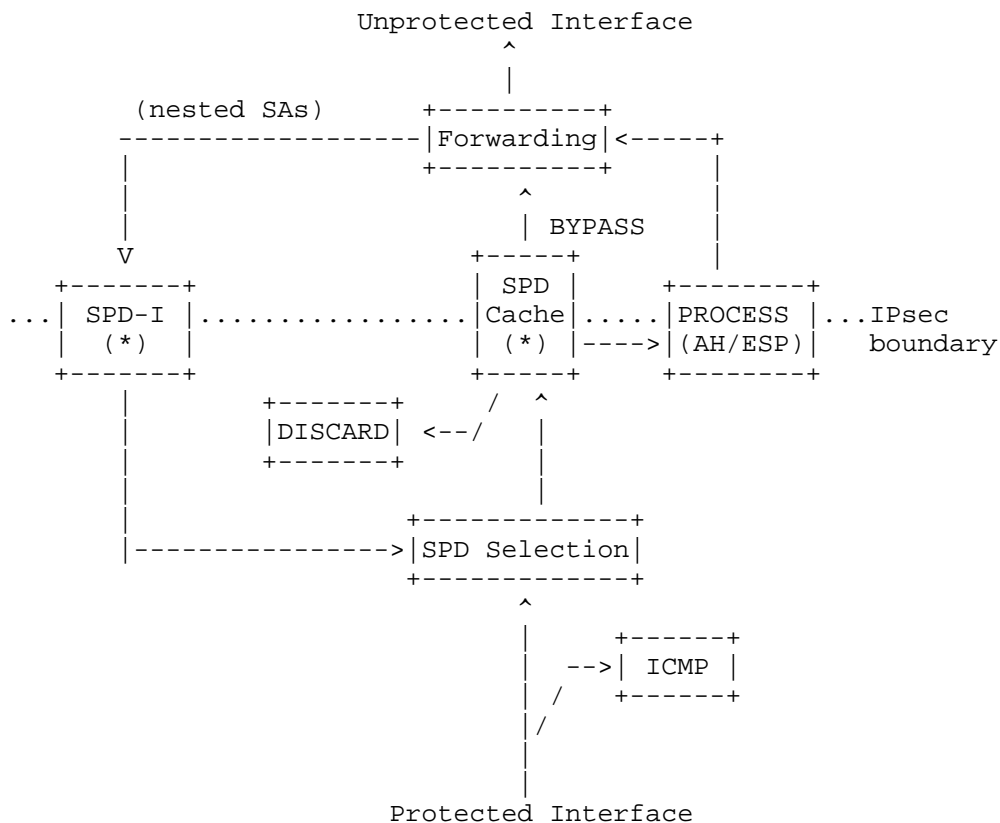 Unprotected Interface
(nested SAs)
Forwarding
BYPASS
SPD
... SPD-I ................. Cache ..... PROCESS ...IPsec
(*) (*) (AH/ESP) boundary
DISCARD
SPD Selection
ICMP
Protected Interface